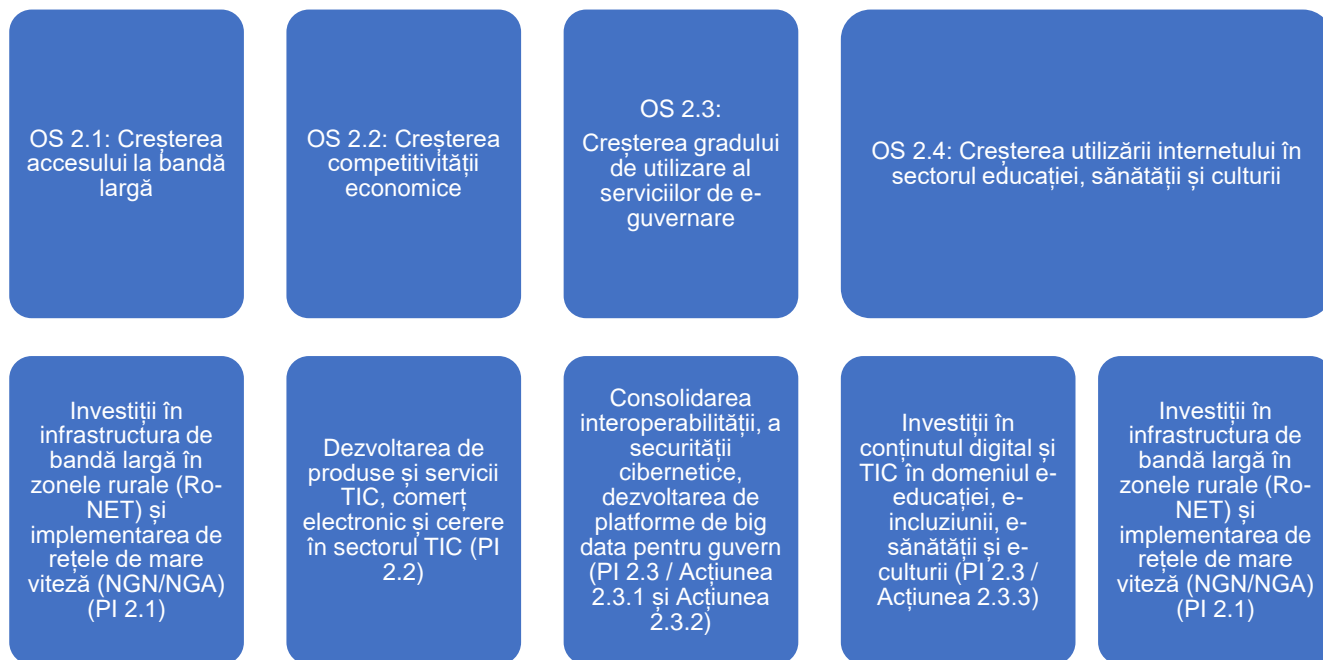 OS 2.1: Creșterea
accesului la bandă
largă
OS 2.2: Creșterea
competitivității
economice
OS 2.3:
Creșterea gradului
de utilizare al
serviciilor de e-
guvernare
OS 2.4: Creșterea utilizării internetului în
sectorul educației, sănătății și culturii
Investiții în
infrastructura de
bandă largă în
zonele rurale (Ro-
NET) și
implementarea de
rețele de mare
viteză (NGN/NGA)
(PI 2.1)
Dezvoltarea de
produse și servicii
TIC, comerț
electronic și cerere
în sectorul TIC (PI
2.2)
Consolidarea
interoperabilității, a
securității
cibernetice,
dezvoltarea de
platforme de big
data pentru guvern
(PI 2.3 / Acțiunea
2.3.1 și Acțiunea
2.3.2)
Investiții în
conținutul digital și
TIC în domeniul e-
educației, e-
incluziunii, e-
sănătății și e-
culturii (PI 2.3 /
Acțiunea 2.3.3)
Investiții în
infrastructura de
bandă largă în
zonele rurale (Ro-
NET) și
implementarea de
rețele de mare
viteză (NGN/NGA)
(PI 2.1)